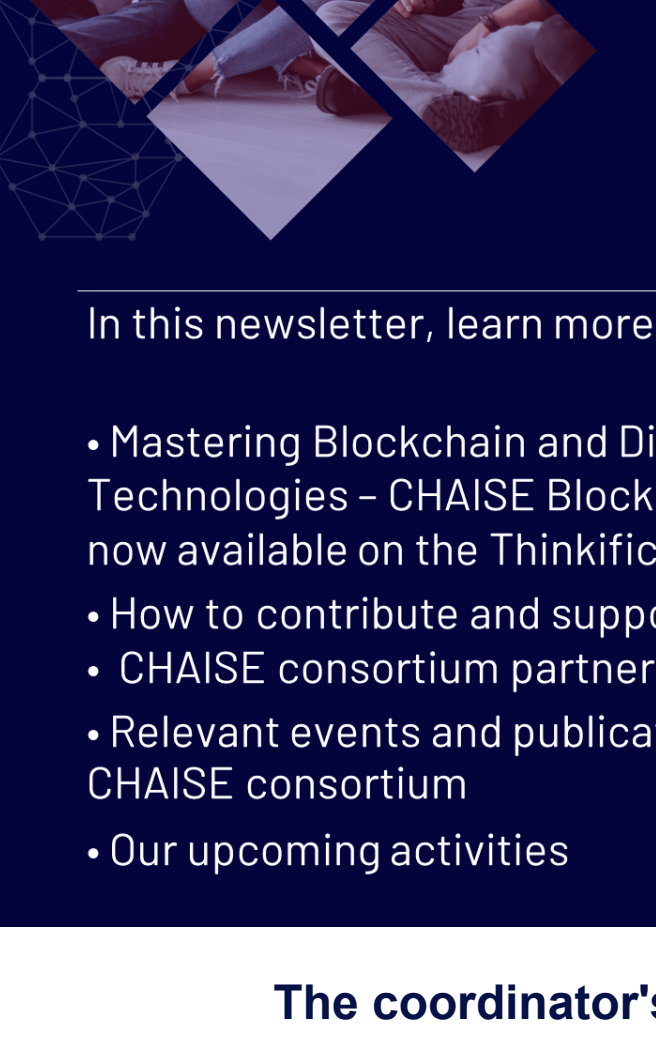 In this newsletter, learn more
• Mastering Blockchain and Di
Technologies – CHAISE Block
now available on the Thinkific
• How to contribute and suppo
• CHAISE consortium partner
• Relevant events and publica
CHAISE consortium
• Our upcoming activities
The coordinator's